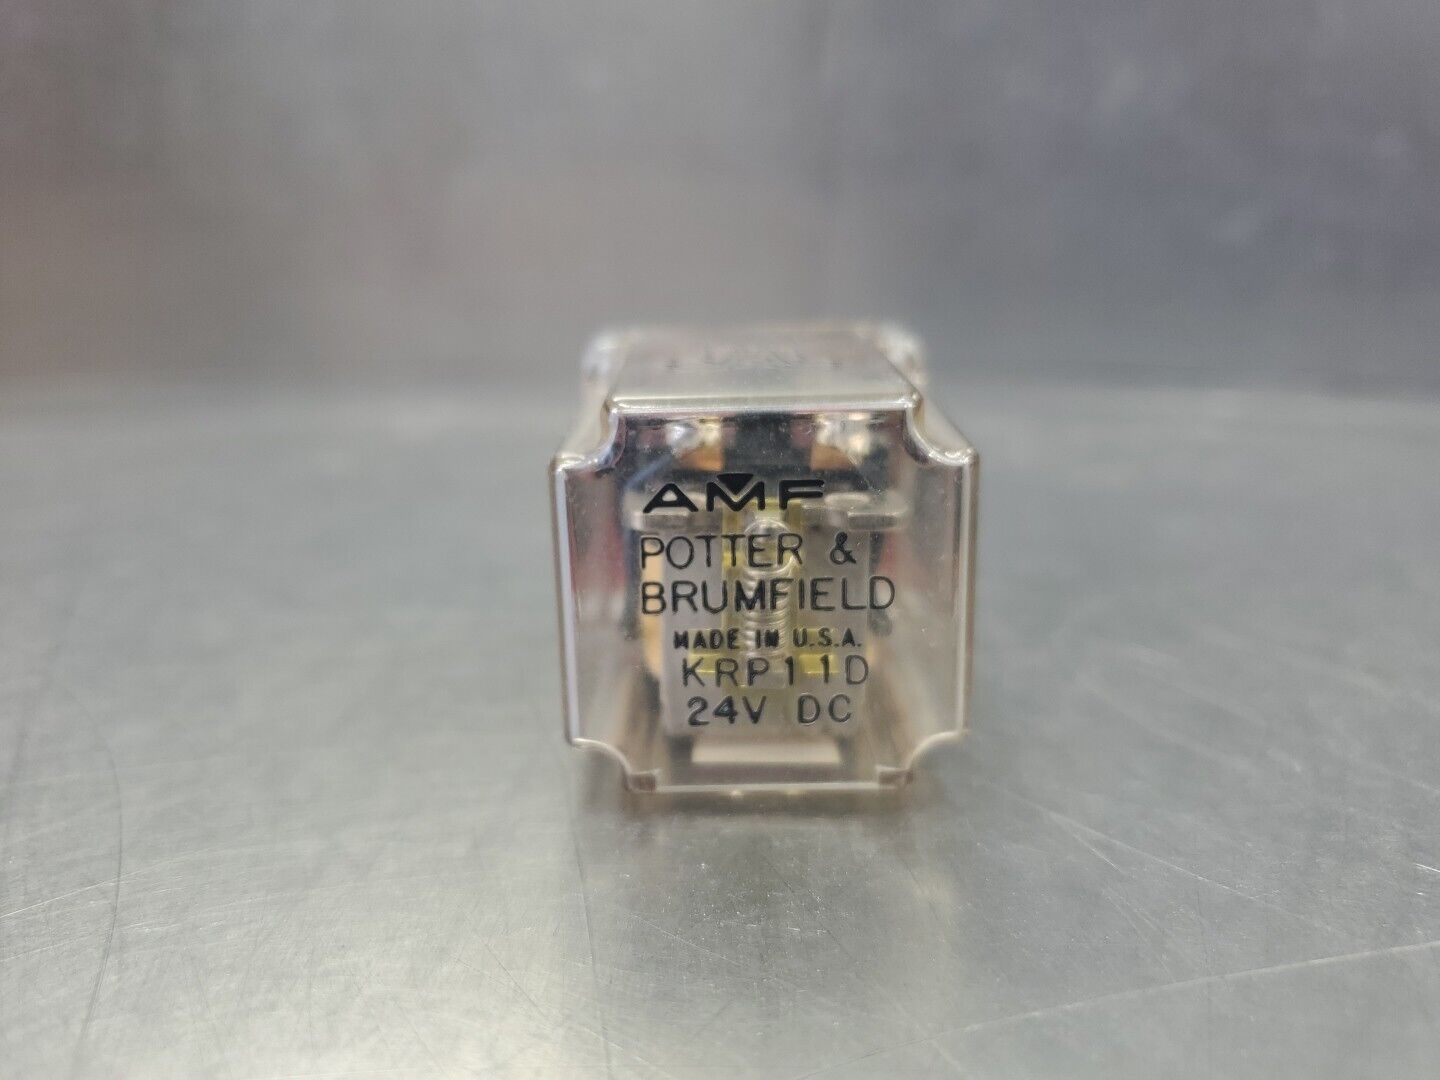 AMF
POTTER &
BRUMFIELD
MADE IN U.S.A.
KRP11D
24V DC